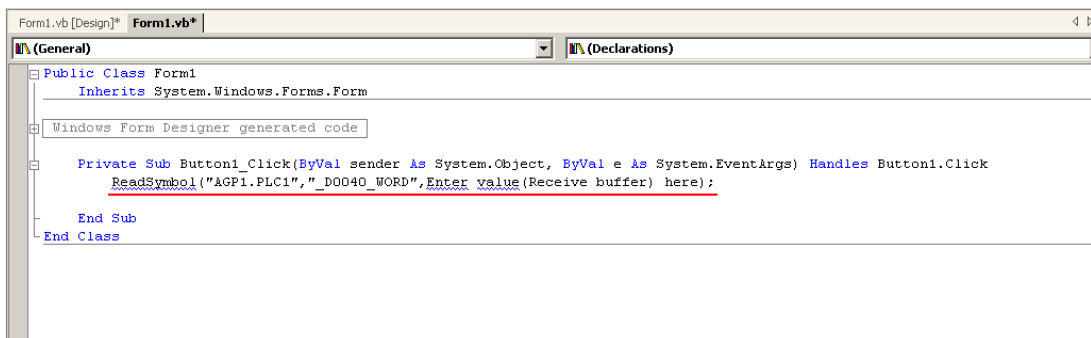 Form1.vb [Design]* Form1.vb*
(General) (Declarations)
Public Class Form1
Inherits System.Windows.Forms.Form
Windows Form Designer generated code
Private Sub Button1_Click(ByVal sender As System.Object, ByVal e As System.EventArgs) Handles Button1.Click
ReadSymbol("AGP1.PLC1","_D0040_WORD",Enter value(Receive buffer) here);
End Sub
End Class